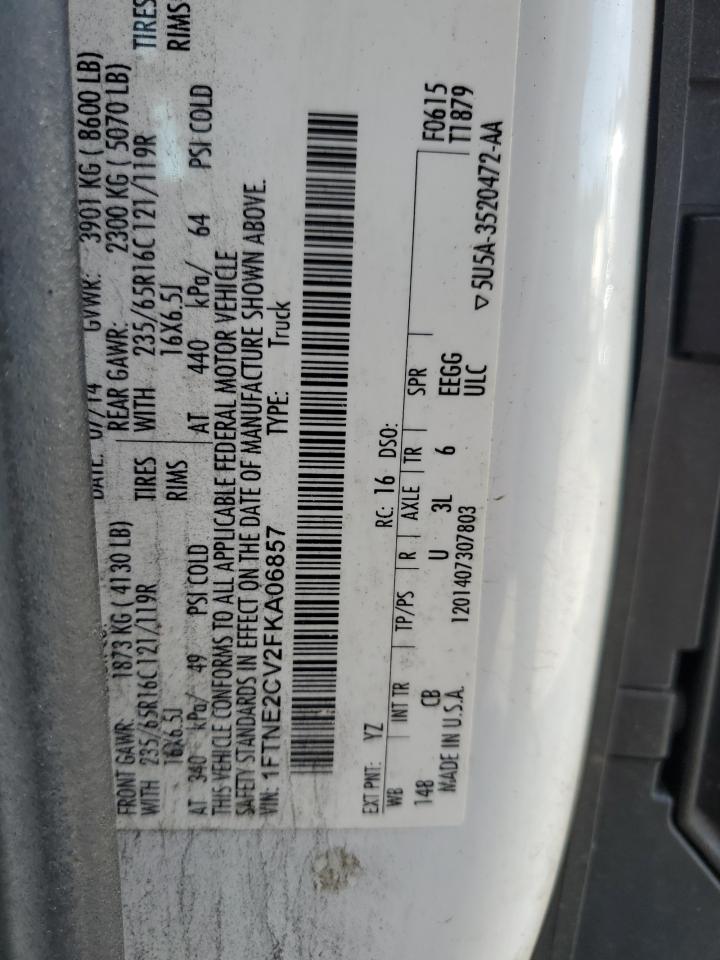 DATE: 07/14 GVWR: 3901 KG ( 8600 LB)
FRONT GAWR: 1873 KG ( 4130 LB) REAR GAWR: 2300 KG ( 5070 LB)
WITH 235/65R16C 121/119R TIRES WITH 235/65R16C 121/119R TIRES
16X6.5J RIMS 16X6.5J RIMS
AT 340 kPa/ 49 PSI COLD AT 440 kPa/ 64 PSI COLD
THIS VEHICLE CONFORMS TO ALL APPLICABLE FEDERAL MOTOR VEHICLE
SAFETY STANDARDS IN EFFECT ON THE DATE OF MANUFACTURE SHOWN ABOVE.
VIN: 1FTNE2CV2FKA06857 TYPE: Truck
EXT PNT: YZ RC: 16 DSO:
WB INT TR TP/PS R AXLE TR SPR F0615
148 CB U 3L 6 EEGG T1879
MADE IN U.S.A. 1201407307803 ULC ▽5U5A-3520472-AA